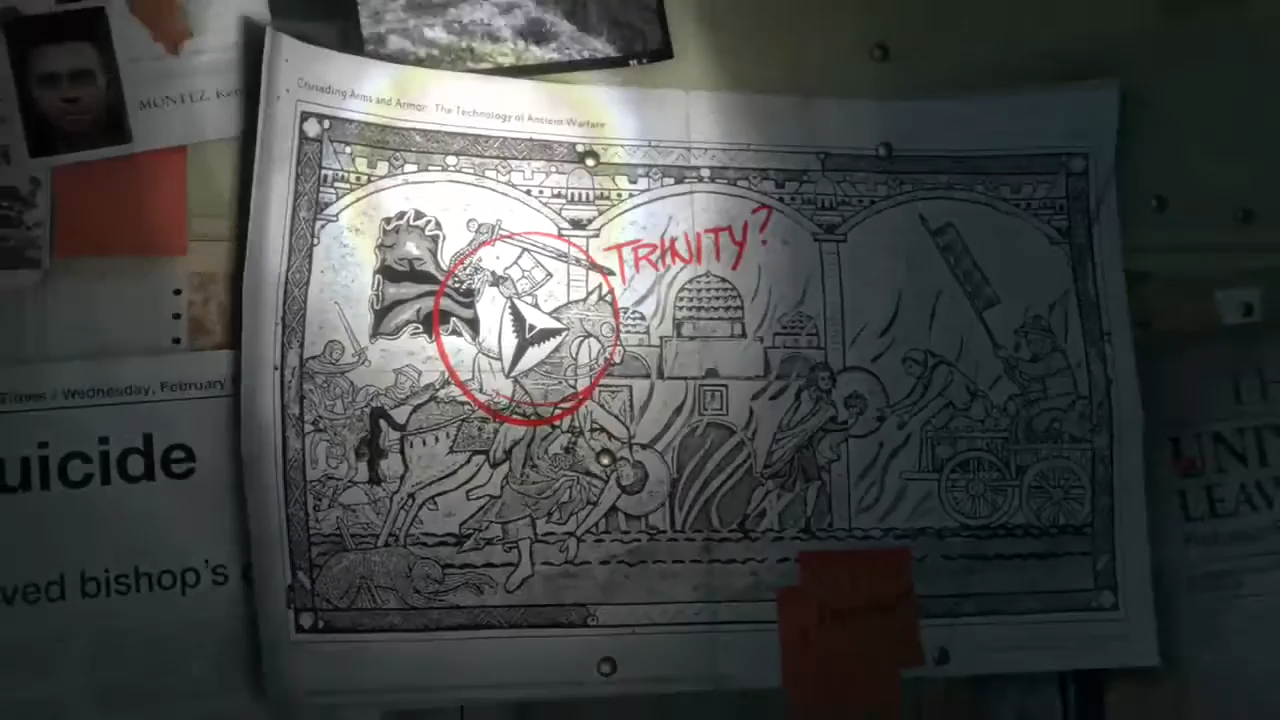 MONTEZ, Ken
Crusading Arms and Armor: The Technology of Ancient Warfare
TRINITY?
Times / Wednesday, February
uicide
ved bishop's
UNI
LEAV